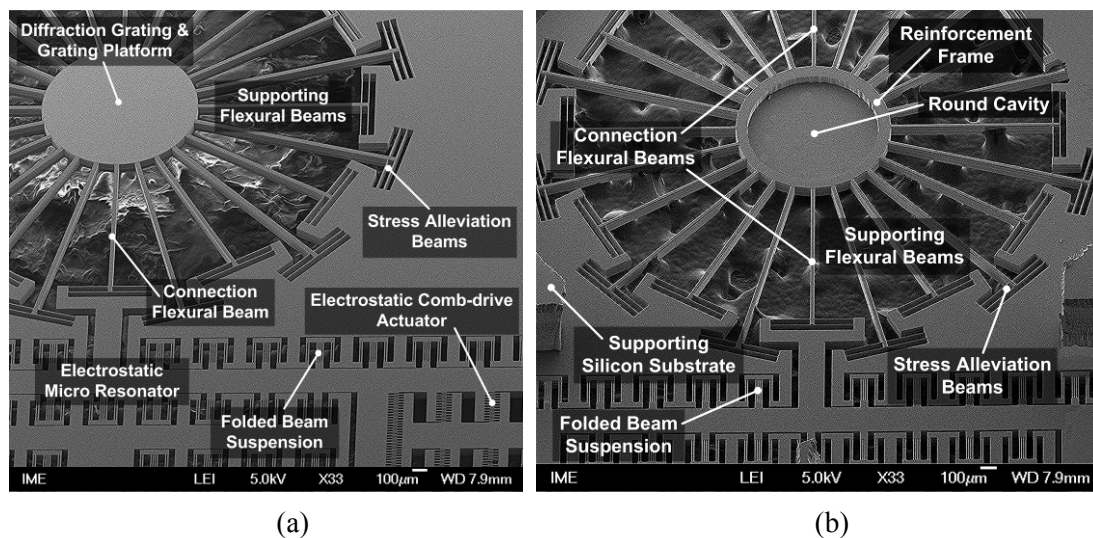 Diffraction Grating &
Grating Platform
Supporting
Flexural Beams
Stress Alleviation
Beams
Connection
Flexural Beam
Electrostatic Comb-drive
Actuator
Electrostatic
Micro Resonator
Folded Beam
Suspension
IME LEI 5.0kV X33 100μm WD 7.9mm
(a)
Reinforcement
Frame
Round Cavity
Connection
Flexural Beams
Supporting
Flexural Beams
Supporting
Silicon Substrate
Stress Alleviation
Beams
Folded Beam
Suspension
IME LEI 5.0kV X33 100μm WD 7.9mm
(b)